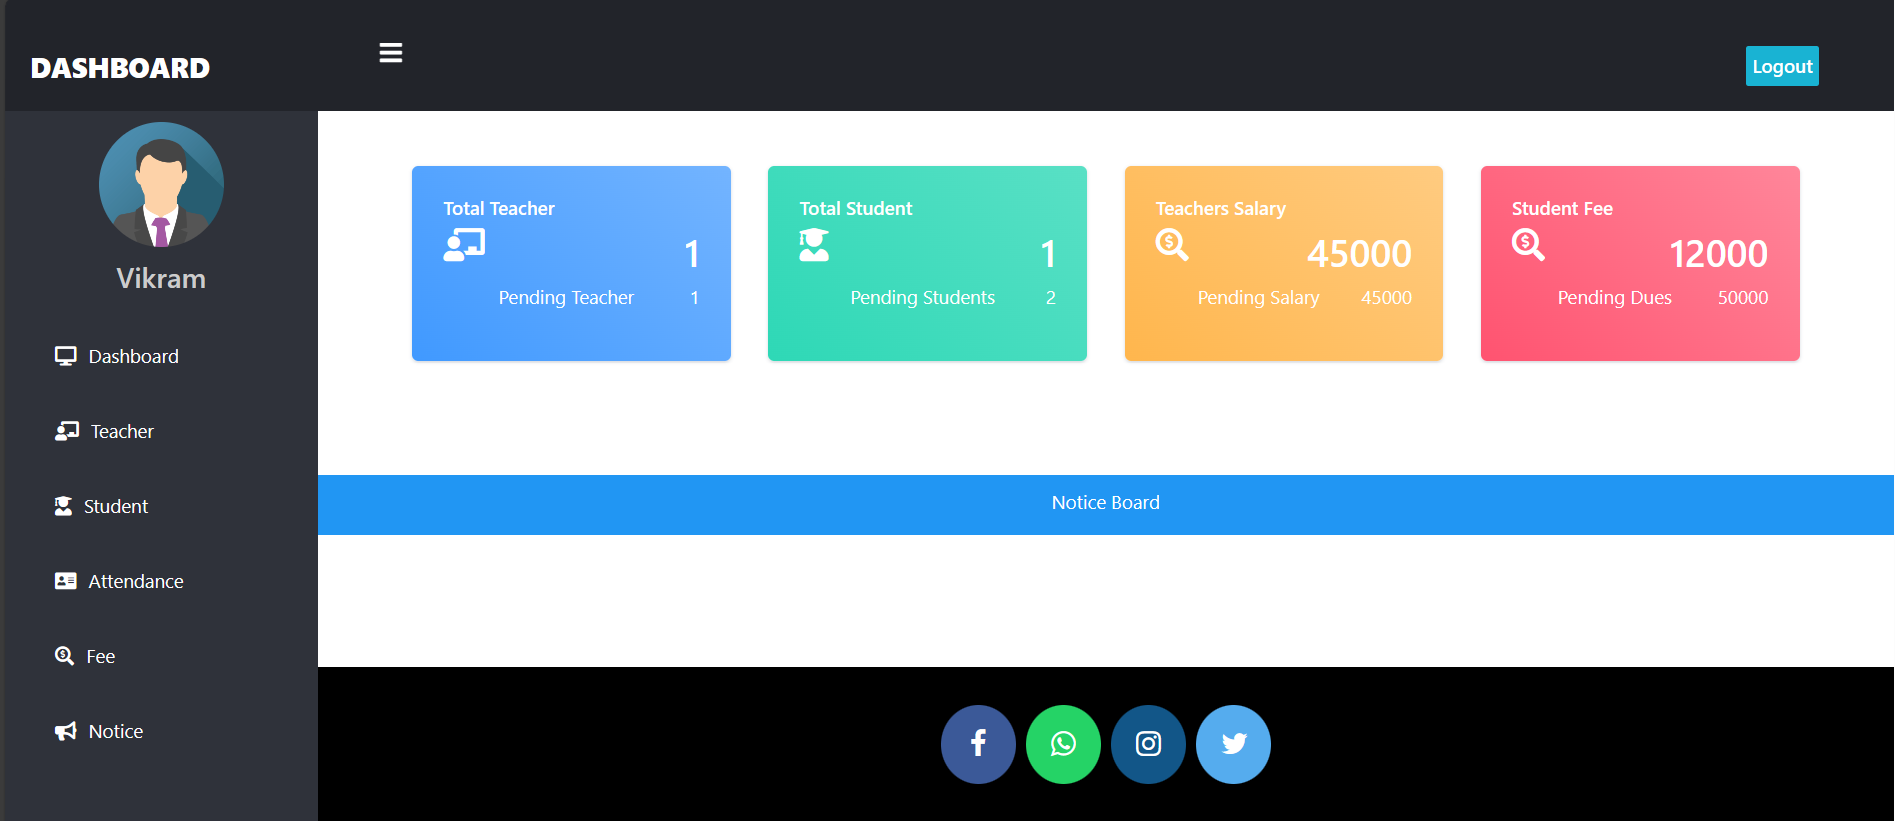 DASHBOARD
Logout
Vikram
Dashboard
Teacher
Student
Attendance
Fee
Notice
Total Teacher
1
Pending Teacher 1
Total Student
1
Pending Students 2
Teachers Salary
45000
Pending Salary 45000
Student Fee
12000
Pending Dues 50000
Notice Board